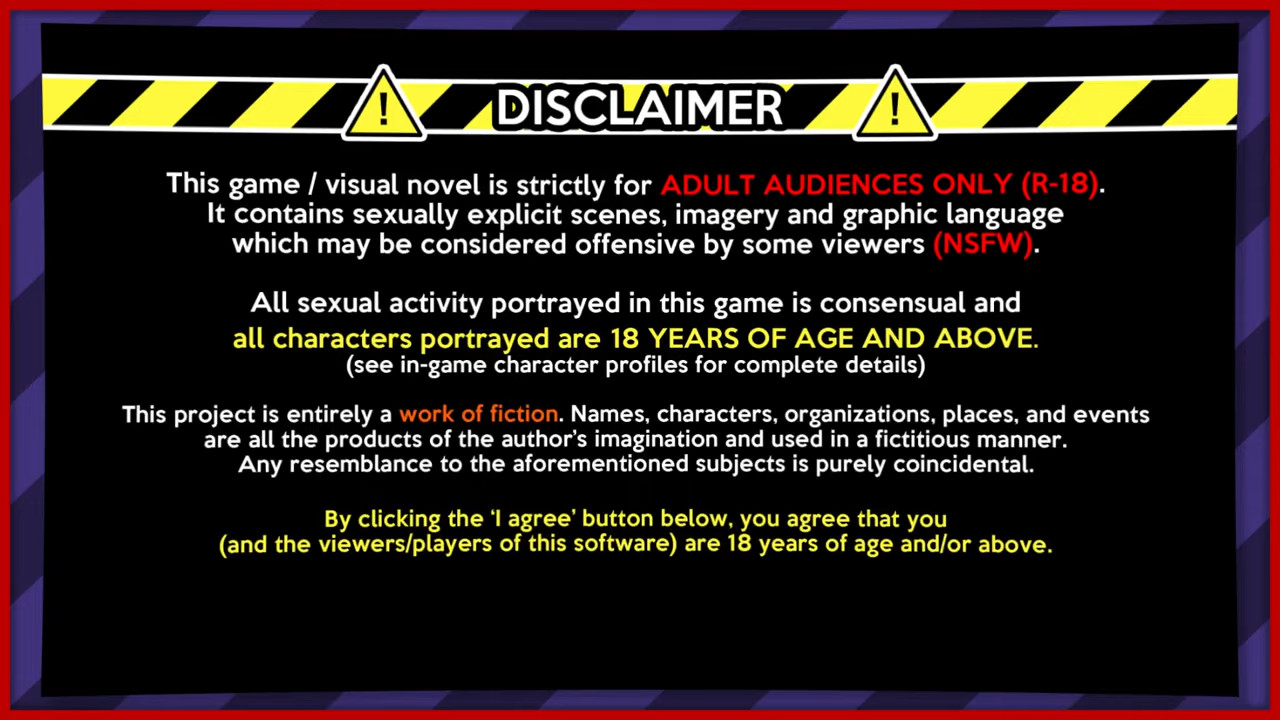 DISCLAIMER
This game / visual novel is strictly for ADULT AUDIENCES ONLY (R-18).
It contains sexually explicit scenes, imagery and graphic language
which may be considered offensive by some viewers (NSFW).
All sexual activity portrayed in this game is consensual and
all characters portrayed are 18 YEARS OF AGE AND ABOVE.
(see in-game character profiles for complete details)
This project is entirely a work of fiction. Names, characters, organizations, places, and events
are all the products of the author's imagination and used in a fictitious manner.
Any resemblance to the aforementioned subjects is purely coincidental.
By clicking the ‘I agree’ button below, you agree that you
(and the viewers/players of this software) are 18 years of age and/or above.